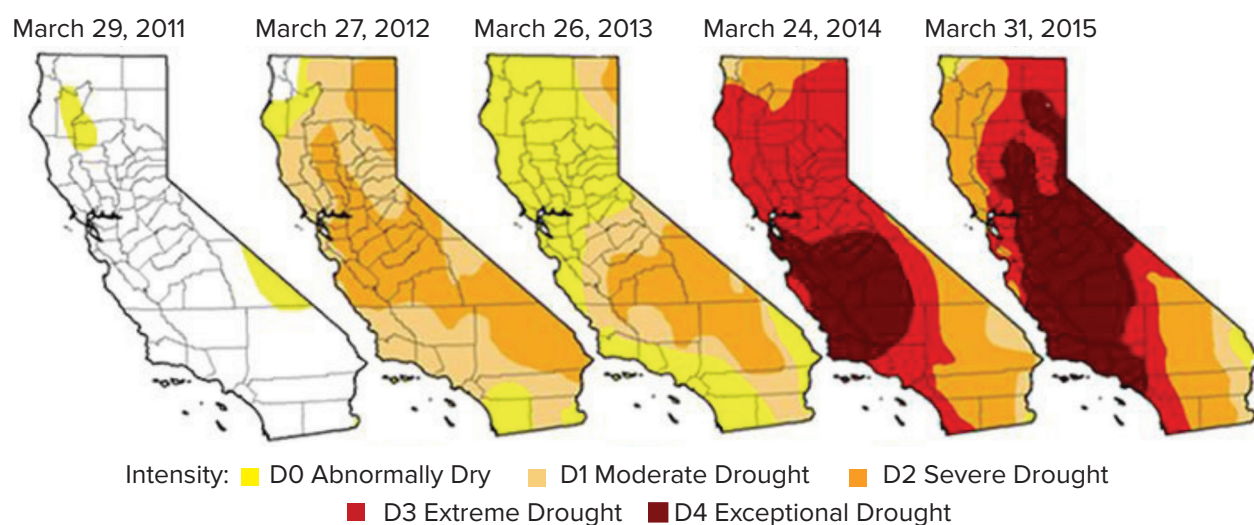 March 29, 2011 March 27, 2012 March 26, 2013 March 24, 2014 March 31, 2015
Intensity: D0 Abnormally Dry D1 Moderate Drought D2 Severe Drought
D3 Extreme Drought D4 Exceptional Drought